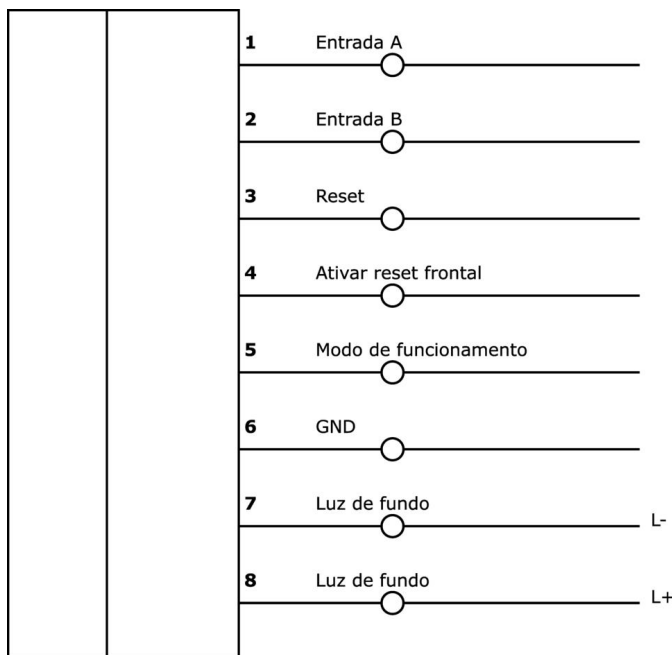 1 Entrada A
2 Entrada B
3 Reset
4 Ativar reset frontal
5 Modo de funcionamento
6 GND
7 Luz de fundo L-
8 Luz de fundo L+